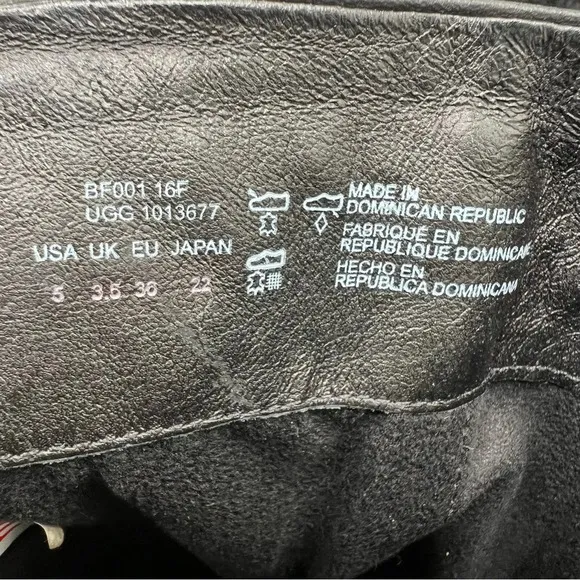 BF001 16F
UGG 1013677
USA UK EU JAPAN
5 3.5 36 22
MADE IN
DOMINICAN REPUBLIC
FABRIQUÉ EN
REPUBLIQUE DOMINICAINE
HECHO EN
REPUBLICA DOMINICANA